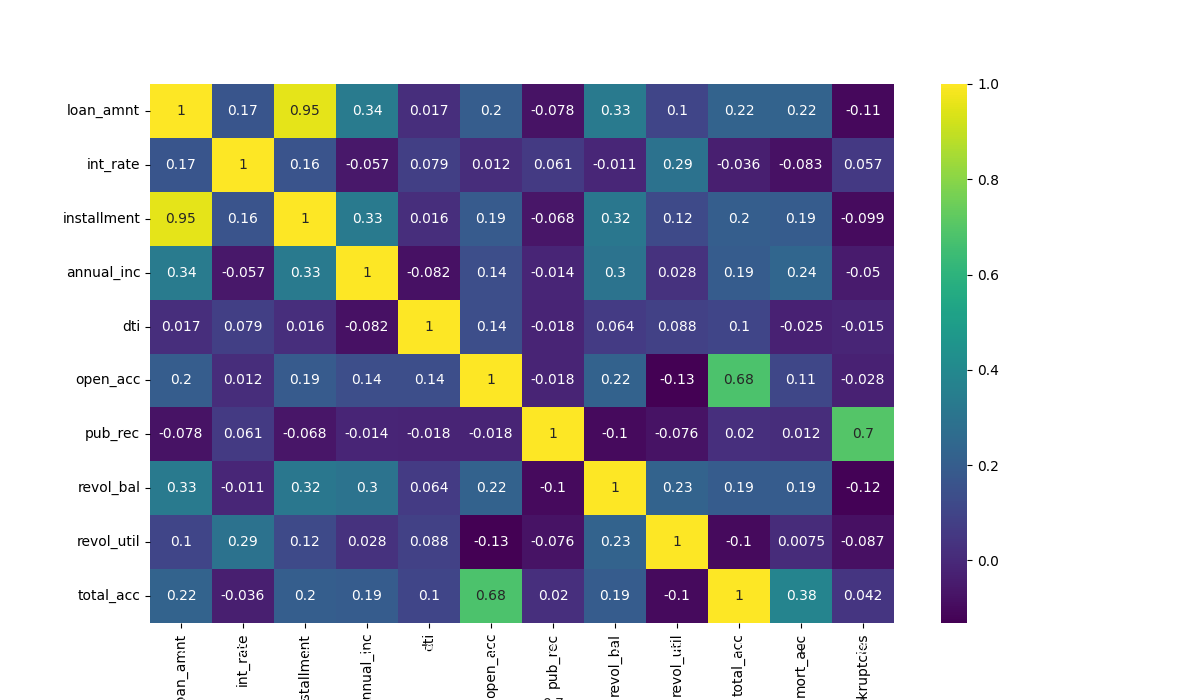 loan_amnt 1 0.17 0.95 0.34 0.017 0.2 -0.078 0.33 0.1 0.22 0.22 -0.11 1.0
int_rate 0.17 1 0.16 -0.057 0.079 0.012 0.061 -0.011 0.29 -0.036 -0.083 0.057 0.8
installment 0.95 0.16 1 0.33 0.016 0.19 -0.068 0.32 0.12 0.2 0.19 -0.099
annual_inc 0.34 -0.057 0.33 1 -0.082 0.14 -0.014 0.3 0.028 0.19 0.24 -0.05 0.6
dti 0.017 0.079 0.016 -0.082 1 0.14 -0.018 0.064 0.088 0.1 -0.025 -0.015
open_acc 0.2 0.012 0.19 0.14 0.14 1 -0.018 0.22 -0.13 0.68 0.11 -0.028 0.4
pub_rec -0.078 0.061 -0.068 -0.014 -0.018 -0.018 1 -0.1 -0.076 0.02 0.012 0.7
revol_bal 0.33 -0.011 0.32 0.3 0.064 0.22 -0.1 1 0.23 0.19 0.19 -0.12 0.2
revol_util 0.1 0.29 0.12 0.028 0.088 -0.13 -0.076 0.23 1 -0.1 0.0075 -0.087 0.0
total_acc 0.22 -0.036 0.2 0.19 0.1 0.68 0.02 0.19 -0.1 1 0.38 0.042
oan_amnt int_rate stallment nnual_inc dti open_acc pub_rec revol_bal revol_util total_acc mort_acc kruptcies